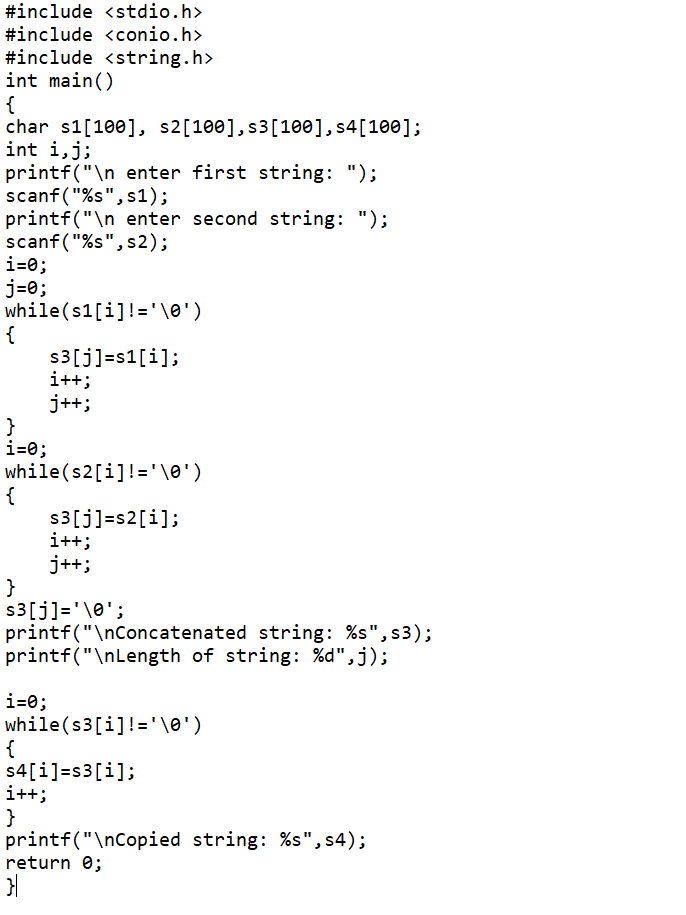 #include <stdio.h>
#include <conio.h>
#include <string.h>
int main()
{
char s1[100], s2[100],s3[100],s4[100];
int i,j;
printf("\n enter first string: ");
scanf("%s",s1);
printf("\n enter second string: ");
scanf("%s",s2);
i=0;
j=0;
while(s1[i]!='\0')
{
    s3[j]=s1[i];
    i++;
    j++;
}
i=0;
while(s2[i]!='\0')
{
    s3[j]=s2[i];
    i++;
    j++;
}
s3[j]='\0';
printf("\nConcatenated string: %s",s3);
printf("\nLength of string: %d",j);

i=0;
while(s3[i]!='\0')
{
s4[i]=s3[i];
i++;
}
printf("\nCopied string: %s",s4);
return 0;
}